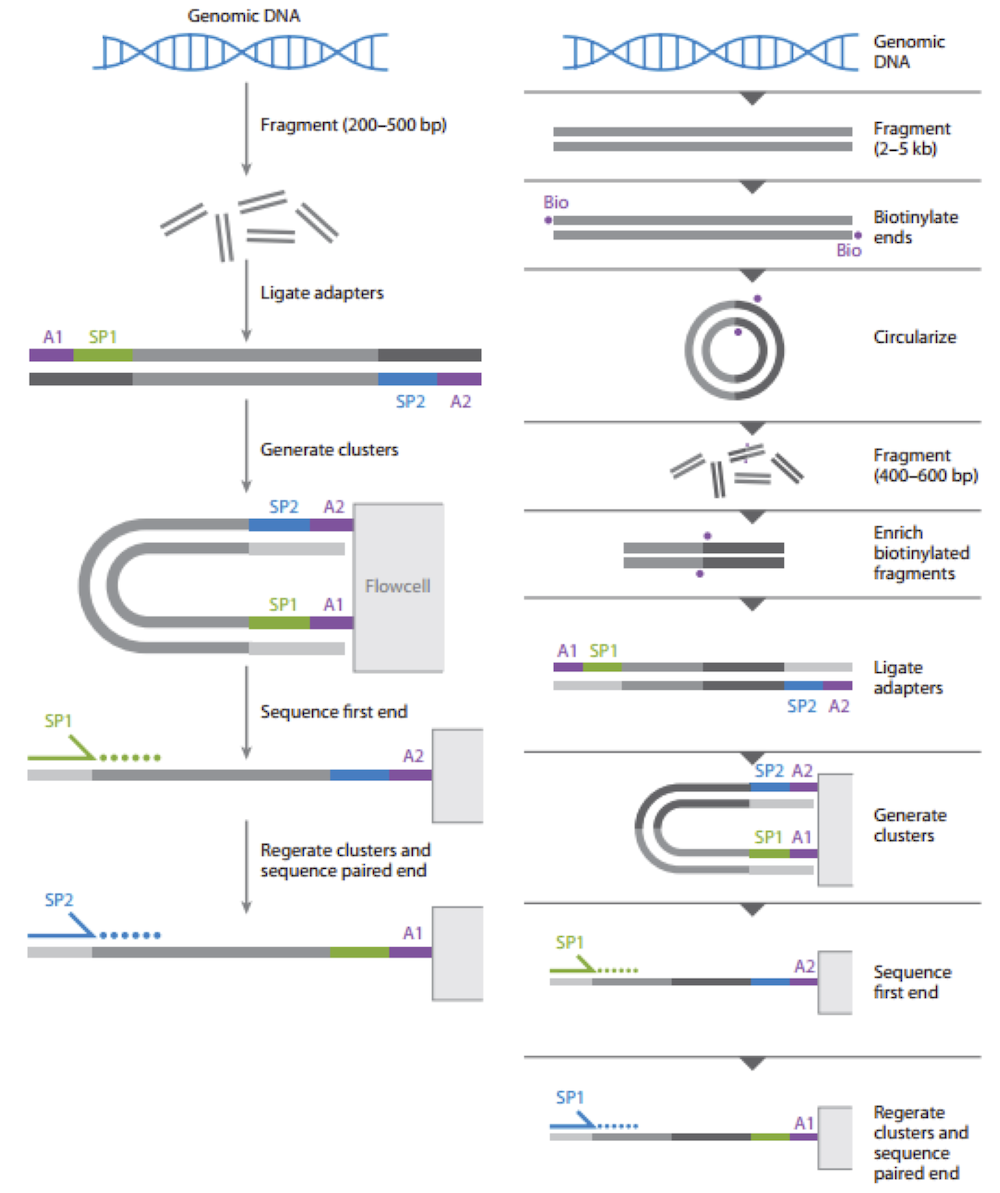 Genomic DNA
Fragment (200–500 bp)
Ligate adapters
A1 SP1
SP2 A2
Generate clusters
SP2 A2
Flowcell
SP1 A1
Sequence first end
SP1
A2
Regerate clusters and
sequence paired end
SP2
A1
Genomic
DNA
Fragment
(2–5 kb)
Bio
Biotinylate
ends
Bio
Circularize
Fragment
(400–600 bp)
Enrich
biotinylated
fragments
A1 SP1
Ligate
adapters
SP2 A2
SP2 A2
Generate
clusters
SP1 A1
SP1
A2
Sequence
first end
SP1
A1
Regerate
clusters and
sequence
paired end